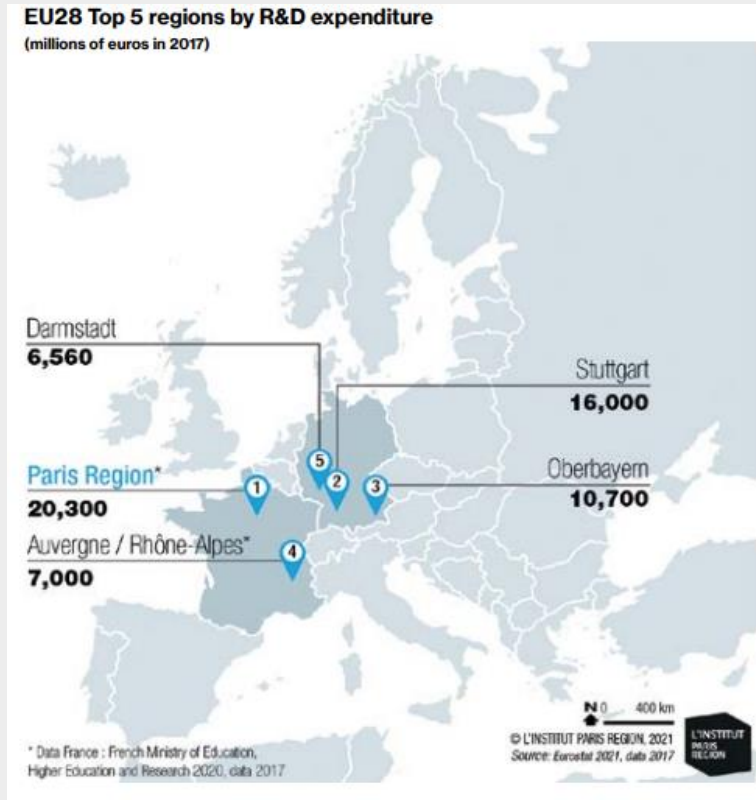 EU28 Top 5 regions by R&D expenditure
(millions of euros in 2017)
Darmstadt
6,560
Stuttgart
16,000
5
2
Oberbayern
10,700
3
Paris Region*
20,300
1
Auvergne / Rhône-Alpes*
7,000
4
N 0 400 km
© L'INSTITUT PARIS REGION, 2021
Source: Eurostat 2021, data 2017
L'INSTITUT
PARIS
REGION
* Data France : French Ministry of Education,
Higher Education and Research 2020, data 2017